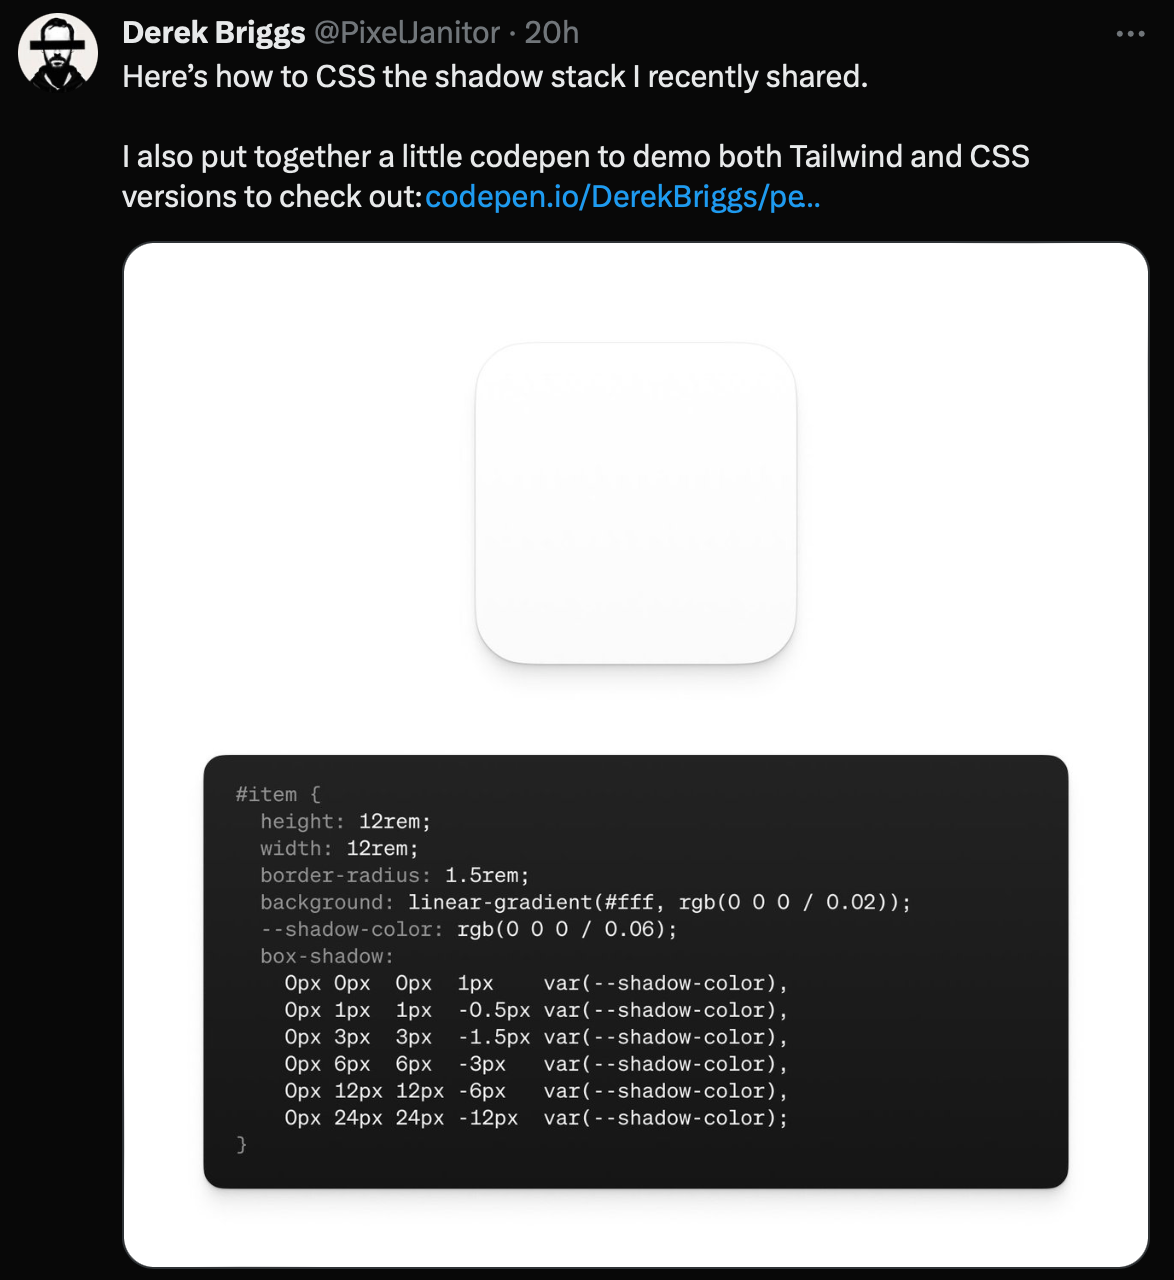 Derek Briggs @PixelJanitor · 20h
Here’s how to CSS the shadow stack I recently shared.
I also put together a little codepen to demo both Tailwind and CSS
versions to check out: codepen.io/DerekBriggs/pe..
#item {
  height: 12rem;
  width: 12rem;
  border-radius: 1.5rem;
  background: linear-gradient(#fff, rgb(0 0 0 / 0.02));
  --shadow-color: rgb(0 0 0 / 0.06);
  box-shadow:
    0px 0px  0px  1px    var(--shadow-color),
    0px 1px  1px  -0.5px var(--shadow-color),
    0px 3px  3px  -1.5px var(--shadow-color),
    0px 6px  6px  -3px   var(--shadow-color),
    0px 12px 12px -6px   var(--shadow-color),
    0px 24px 24px -12px  var(--shadow-color);
}